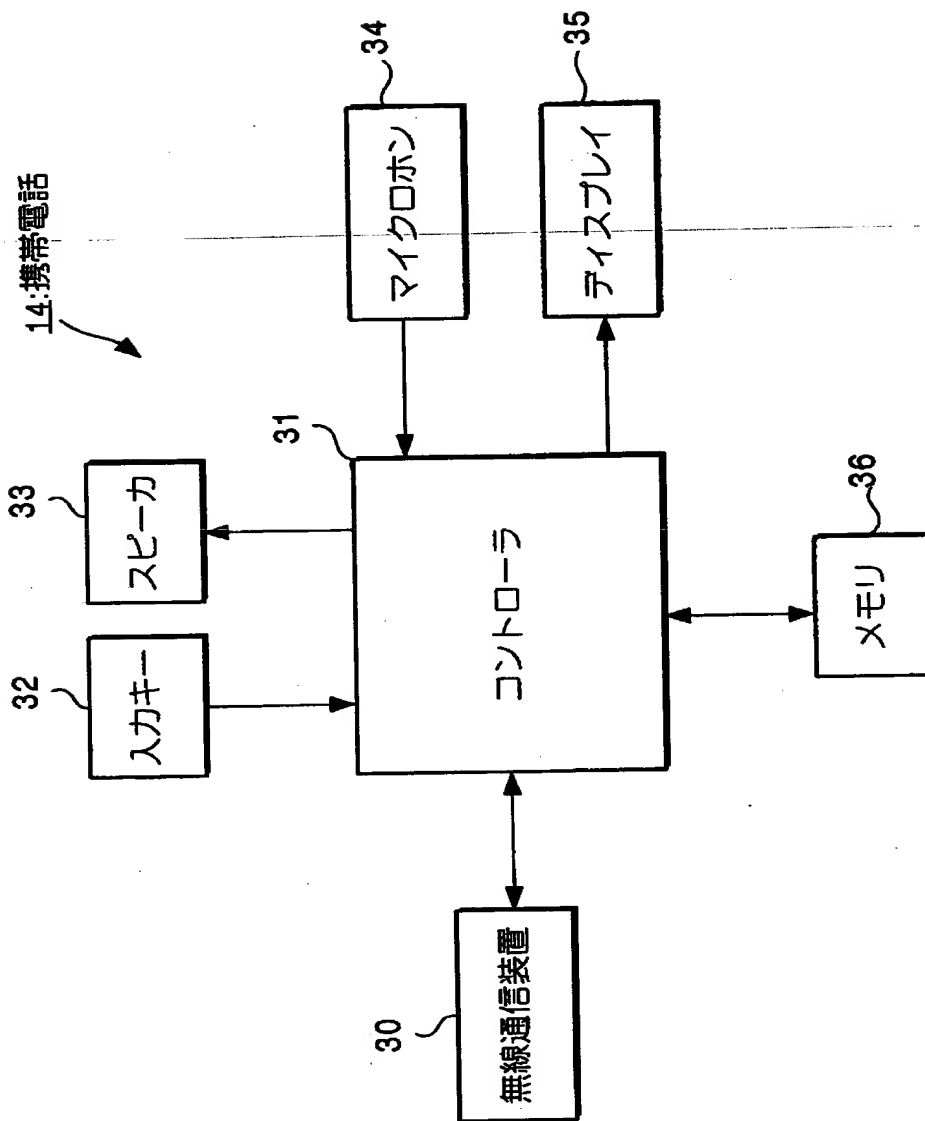 14:携帯電話
32
入力キー
33
スピーカ
31
コントローラ
34
マイクロホン
35
ディスプレイ
30
無線通信装置
36
メモリ